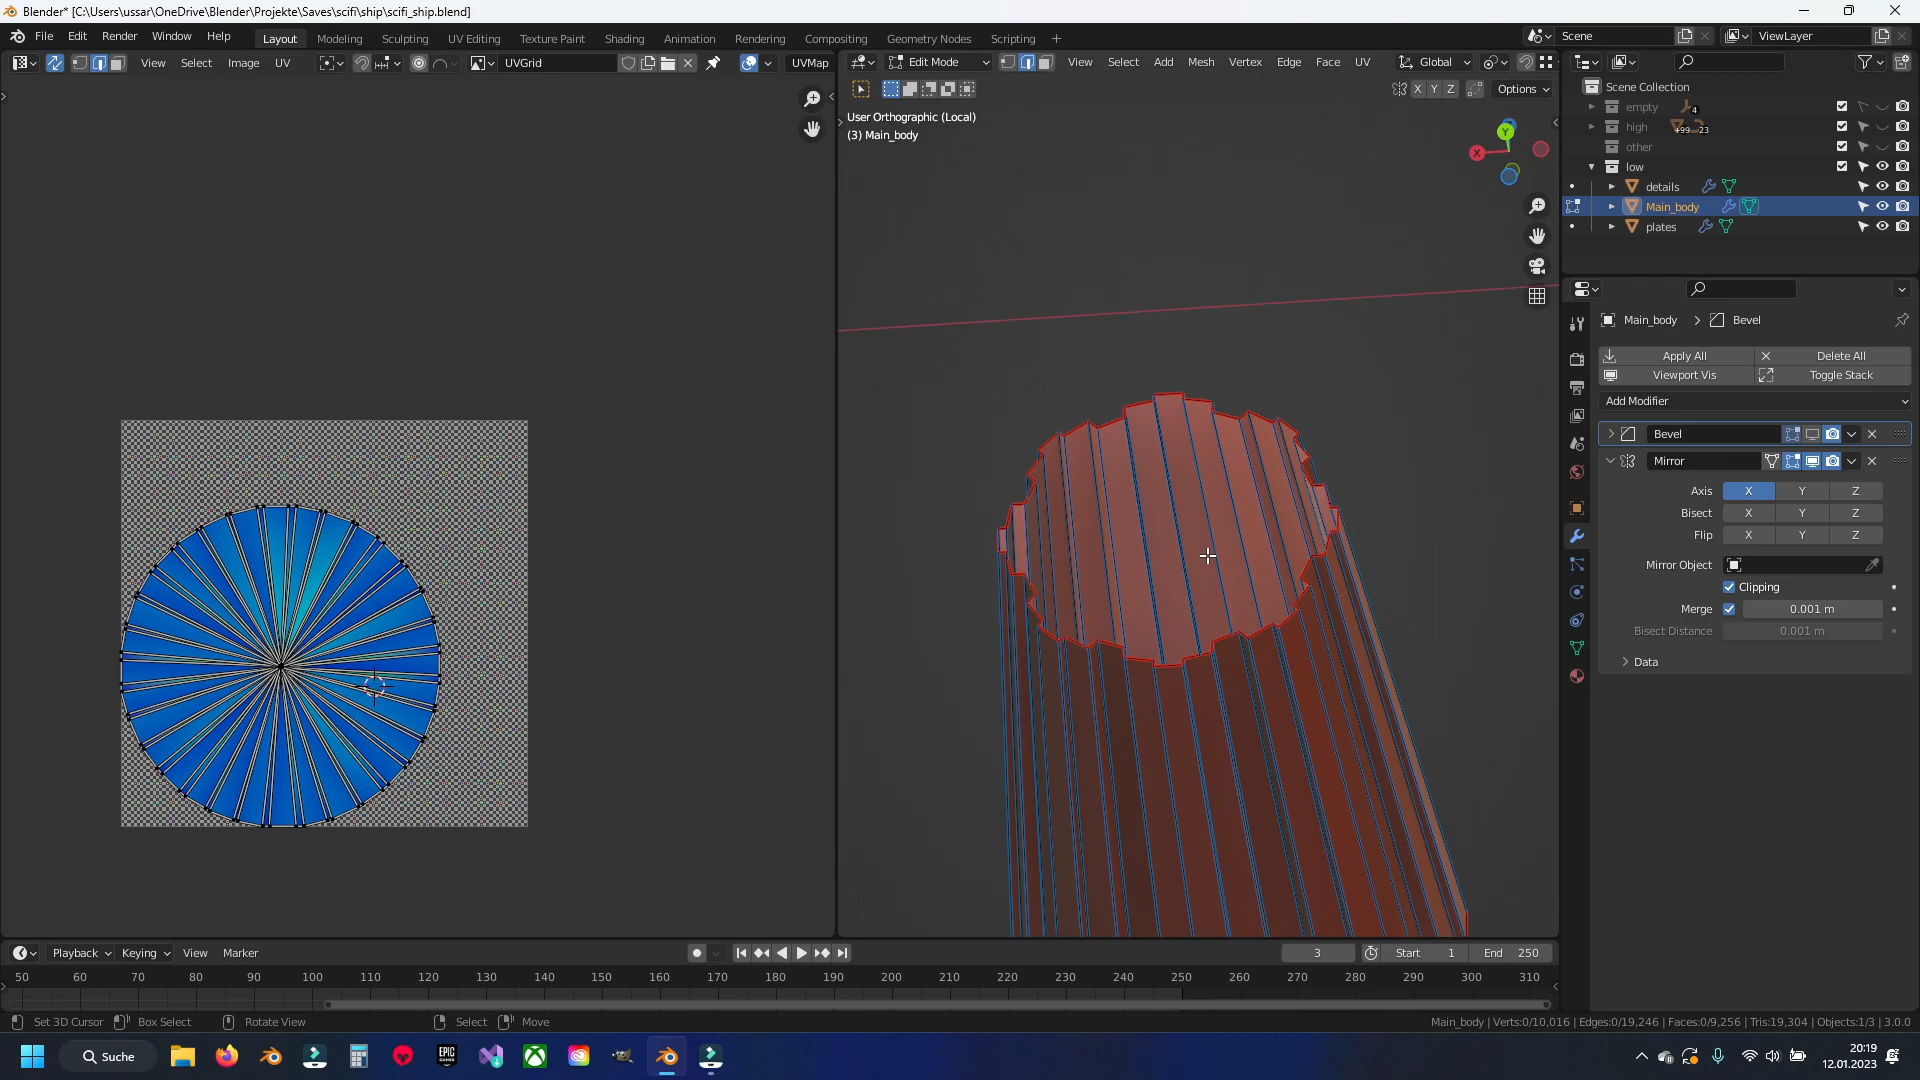 Blender* [C:\Users\ussar\OneDrive\Blender\Projekte\Saves\scifi\ship\scifi_ship.blend]
File Edit Render Window Help Layout Modeling Sculpting UV Editing Texture Paint Shading Animation Rendering Compositing Geometry Nodes Scripting + Scene ViewLayer
View Select Image UV UVGrid UVMap Edit Mode View Select Add Mesh Vertex Edge Face UV Global
X Y Z Options
User Orthographic (Local)
(3) Main_body
Y
X
Scene Collection
empty 4
high +99 23
other
low
details
Main_body
plates
Main_body > Bevel
Apply All Delete All
Viewport Vis Toggle Stack
Add Modifier
Bevel
Mirror
Axis X Y Z
Bisect X Y Z
Flip X Y Z
Mirror Object
Clipping
Merge 0.001 m
Bisect Distance 0.001 m
Data
Playback Keying View Marker 3 Start 1 End 250
50 60 70 80 90 100 110 120 130 140 150 160 170 180 190 200 210 220 230 240 250 260 270 280 290 300 310
Set 3D Cursor Box Select Rotate View Select Move Main_body | Verts:0/10,016 | Edges:0/19,246 | Faces:0/9,256 | Tris:19,304 | Objects:1/3 | 3.0.0
Suche EPIC GAMES 20:19
12.01.2023